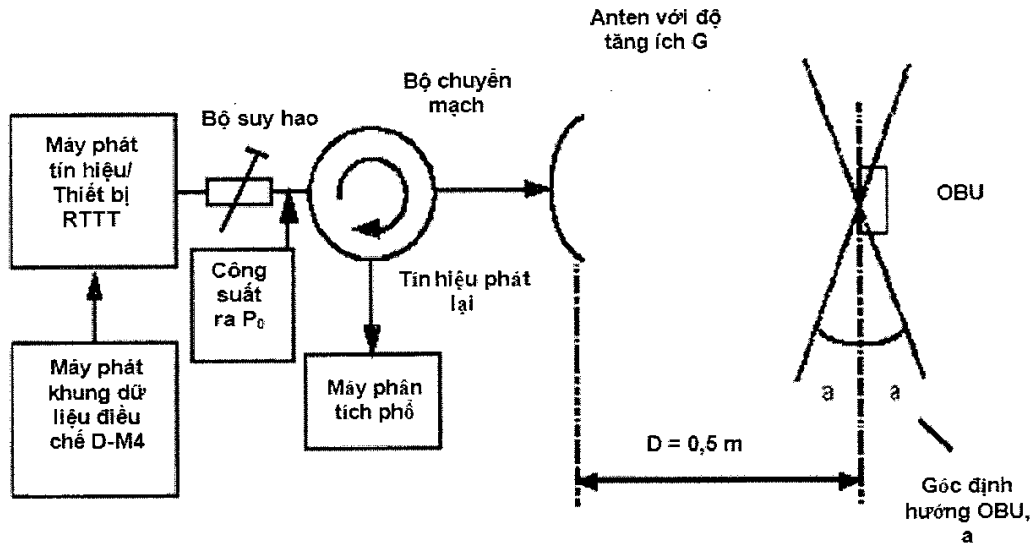 Anten với độ
tăng ích G
Bộ chuyển
mạch
Bộ suy hao
Máy phát
tín hiệu/
Thiết bị
RTTT
OBU
Công
suất
ra P₀
Tín hiệu phát
lại
Máy phát
khung dữ
liệu điều
chế D-M4
Máy phân
tích phổ
a
a
D = 0,5 m
Góc định
hướng OBU,
a